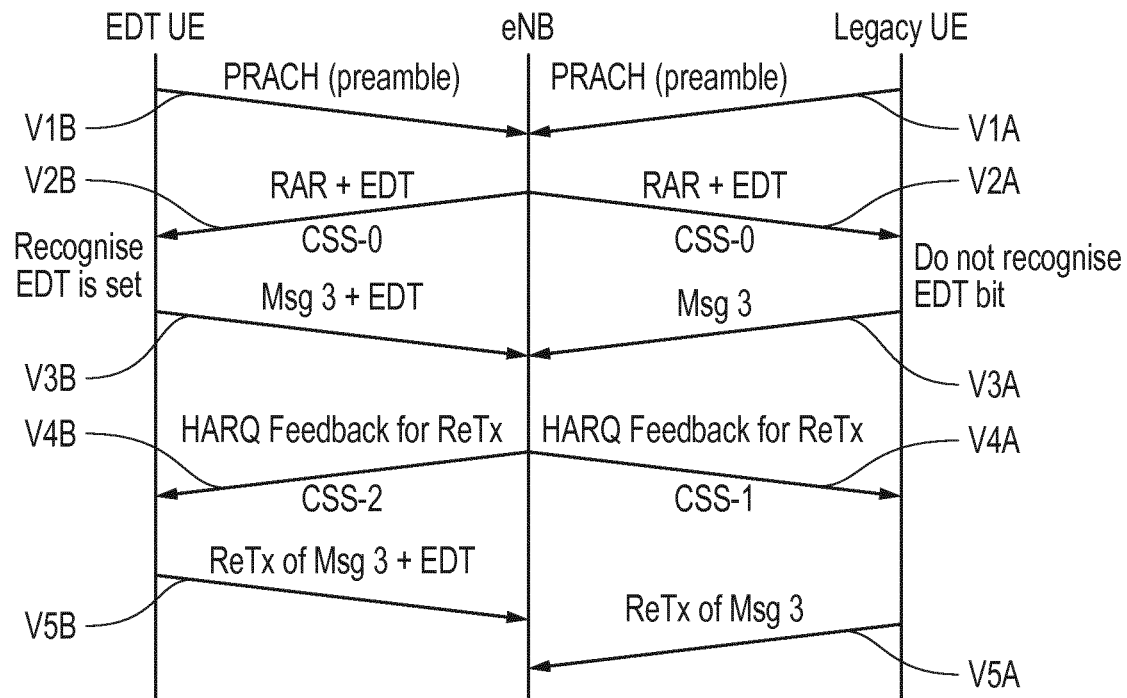 EDT UE
eNB
Legacy UE
PRACH (preamble)
PRACH (preamble)
V1B
V1A
V2B
RAR + EDT
RAR + EDT
V2A
CSS-0
CSS-0
Recognise
EDT is set
Do not recognise
EDT bit
Msg 3 + EDT
Msg 3
V3B
V3A
V4B
HARQ Feedback for ReTx
HARQ Feedback for ReTx
V4A
CSS-2
CSS-1
ReTx of Msg 3 + EDT
V5B
ReTx of Msg 3
V5A